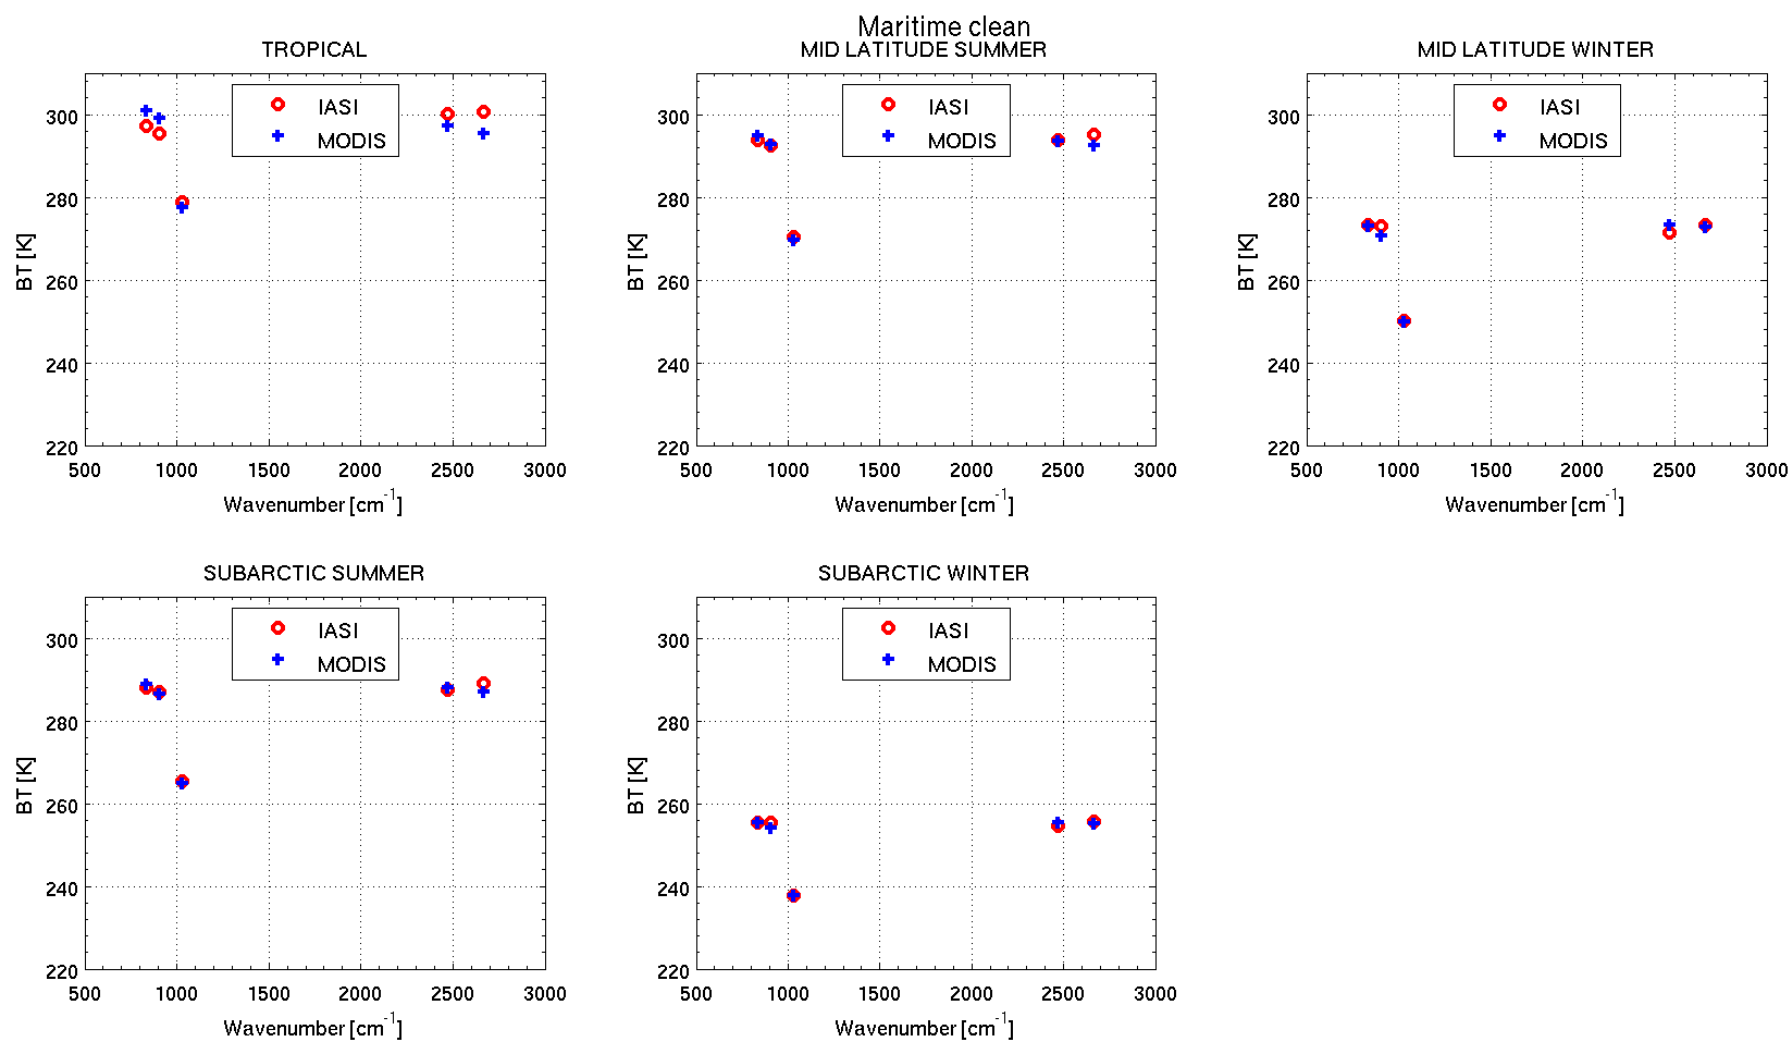 Maritime clean
TROPICAL
IASI
MODIS
300
280
260
240
220
BT [K]
500 1000 1500 2000 2500 3000
Wavenumber [cm-1]
MID LATITUDE SUMMER
IASI
MODIS
300
280
260
240
220
BT [K]
500 1000 1500 2000 2500 3000
Wavenumber [cm-1]
MID LATITUDE WINTER
IASI
MODIS
300
280
260
240
220
BT [K]
500 1000 1500 2000 2500 3000
Wavenumber [cm-1]
SUBARCTIC SUMMER
IASI
MODIS
300
280
260
240
220
BT [K]
500 1000 1500 2000 2500 3000
Wavenumber [cm-1]
SUBARCTIC WINTER
IASI
MODIS
300
280
260
240
220
BT [K]
500 1000 1500 2000 2500 3000
Wavenumber [cm-1]